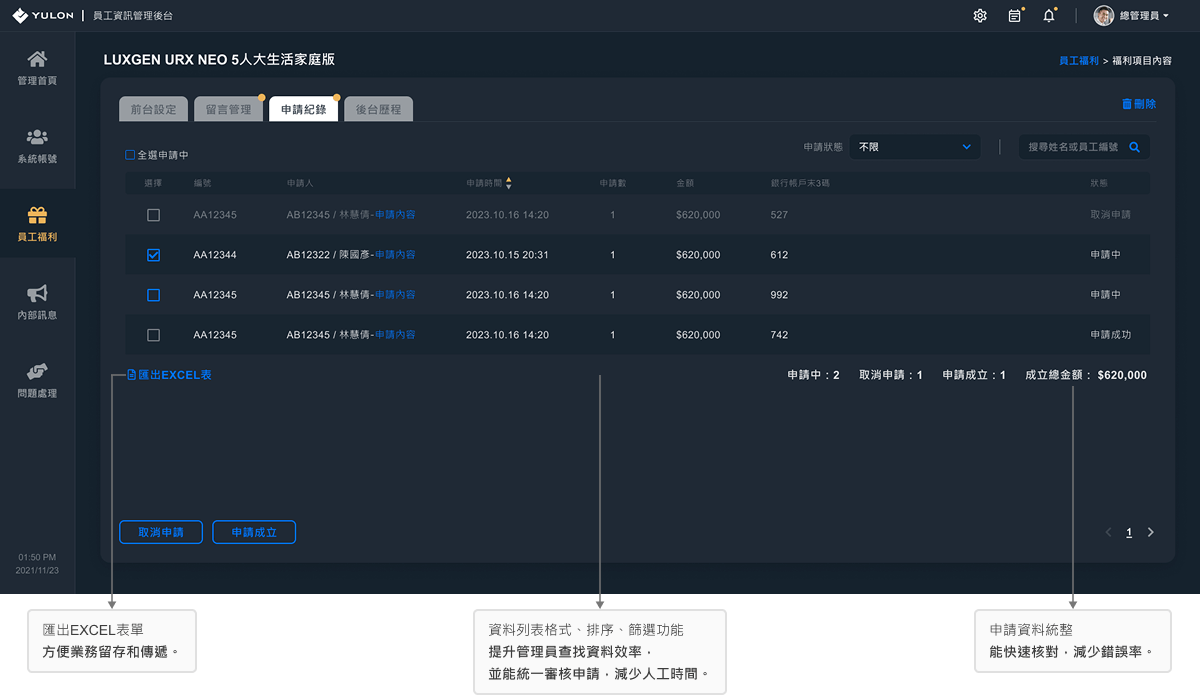 YULON | 員工資訊管理後台
總管理員
管理首頁
系統帳號
員工福利
內部訊息
問題處理
01:50 PM
2021/11/23
LUXGEN URX NEO 5人大生活家庭版
員工福利 > 福利項目內容
前台設定 留言管理 申請紀錄 後台歷程
刪除
全選申請中
申請狀態 不限
搜尋姓名或員工編號
選擇 編號 申請人 申請時間 申請數 金額 銀行帳戶末3碼 狀態
AA12345 AB12345 / 林慧倩-申請內容 2023.10.16 14:20 1 $620,000 527 取消申請
AA12344 AB12322 / 陳國彥-申請內容 2023.10.15 20:31 1 $620,000 612 申請中
AA12345 AB12345 / 林慧倩-申請內容 2023.10.16 14:20 1 $620,000 992 申請中
AA12345 AB12345 / 林慧倩-申請內容 2023.10.16 14:20 1 $620,000 742 申請成功
匯出EXCEL表
申請中：2 取消申請：1 申請成立：1 成立總金額： $620,000
取消申請 申請成立
1
匯出EXCEL表單
方便業務留存和傳遞。
資料列表格式、排序、篩選功能
提升管理員查找資料效率，
並能統一審核申請，減少人工時間。
申請資料統整
能快速核對，減少錯誤率。